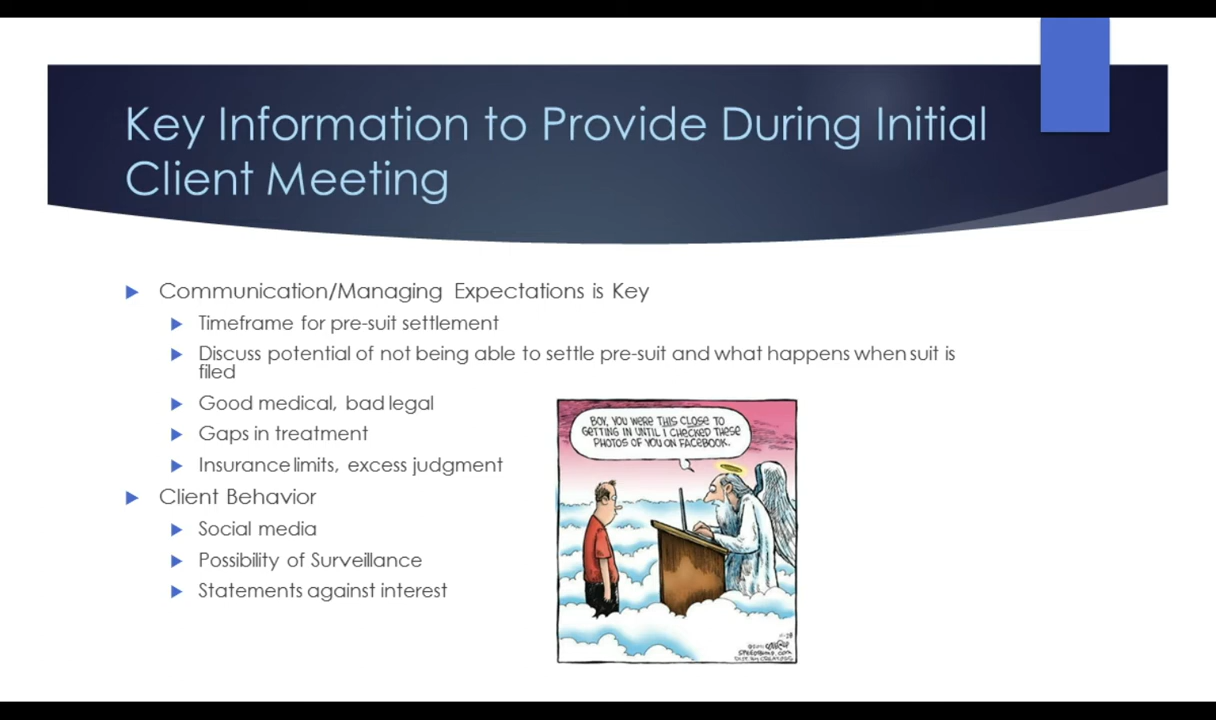 Key Information to Provide During Initial
Client Meeting
Communication/Managing Expectations is Key
Timeframe for pre-suit settlement
Discuss potential of not being able to settle pre-suit and what happens when suit is
filed
Good medical, bad legal
Gaps in treatment
Insurance limits, excess judgment
Client Behavior
Social media
Possibility of Surveillance
Statements against interest
BOY, YOU WERE THIS CLOSE TO
GETTING IN UNTIL I CHECKED THESE
PHOTOS OF YOU ON FACEBOOK.